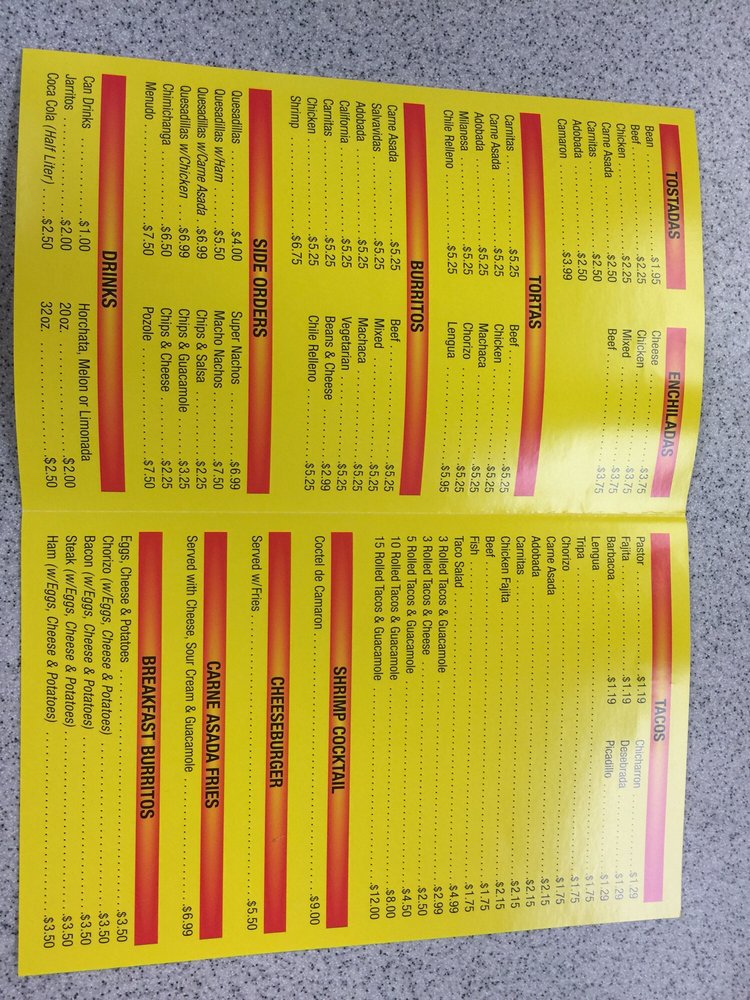 TOSTADAS
Bean $1.95
Beef $2.25
Chicken $2.25
Carne Asada $2.50
Carnitas $2.50
Adobada $2.50
Camaron $3.99
ENCHILADAS
Cheese $3.75
Chicken $3.75
Mixed $3.75
Beef $3.75
TORTAS
Carnitas $5.25
Carne Asada $5.25
Adobada $5.25
Milanesa $5.25
Chile Relleno $5.25
Beef $5.25
Chicken $5.25
Machaca $5.25
Chorizo $5.25
Lengua $5.95
BURRITOS
Carne Asada $5.25
Salvavidas $5.25
Adobada $5.25
California $5.25
Carnitas $5.25
Chicken $5.25
Shrimp $6.75
Beef $5.25
Mixed $5.25
Machaca $5.25
Vegetarian $5.25
Beans & Cheese $2.99
Chile Relleno $5.25
SIDE ORDERS
Quesadillas $4.00
Quesadillas w/Ham $5.50
Quesadillas w/Carne Asada $6.99
Quesadillas w/Chicken $6.99
Chimichanga $6.50
Menudo $7.50
Super Nachos $6.99
Macho Nachos $7.50
Chips & Salsa $2.25
Chips & Guacamole $3.25
Chips & Cheese $2.25
Pozole $7.50
DRINKS
Can Drinks $1.00
Jarritos $2.00
Coca Cola (Half Liter) $2.50
Horchata, Melon or Limonada
20oz. $2.00
32oz. $2.50
TACOS
Pastor $1.19
Fajita $1.19
Barbacoa $1.19
Chicharron $1.29
Desebrada $1.29
Picadillo $1.29
Lengua $1.75
Tripa $1.75
Chorizo $1.75
Carne Asada $2.15
Adobada $2.15
Carnitas $2.15
Chicken Fajita $2.15
Beef $1.75
Fish $1.75
Taco Salad $4.99
3 Rolled Tacos & Guacamole $2.99
3 Rolled Tacos & Cheese $2.50
5 Rolled Tacos & Guacamole $4.50
10 Rolled Tacos & Guacamole $8.00
15 Rolled Tacos & Guacamole $12.00
SHRIMP COCKTAIL
Coctel de Camaron $9.00
CHEESEBURGER
Served w/Fries $5.50
CARNE ASADA FRIES
Served with Cheese, Sour Cream & Guacamole $6.99
BREAKFAST BURRITOS
Eggs, Cheese & Potatoes $3.50
Chorizo (w/Eggs, Cheese & Potatoes) $3.50
Bacon (w/Eggs, Cheese & Potatoes) $3.50
Steak (w/Eggs, Cheese & Potatoes) $3.50
Ham (w/Eggs, Cheese & Potatoes) $3.50